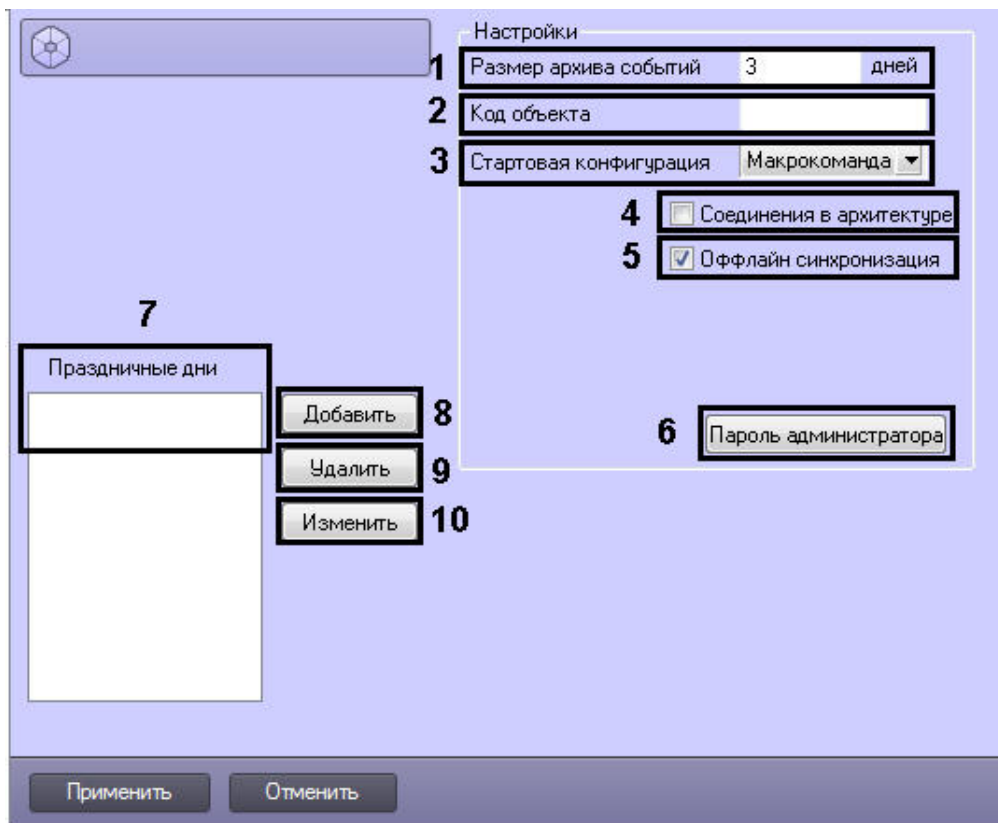 Настройки
1 Размер архива событий 3 дней
2 Код объекта
3 Стартовая конфигурация Макрокоманда
4 Соединения в архитектуре
5 Оффлайн синхронизация
7
Праздничные дни
Добавить 8
6 Пароль администратора
Удалить 9
Изменить 10
Применить Отменить